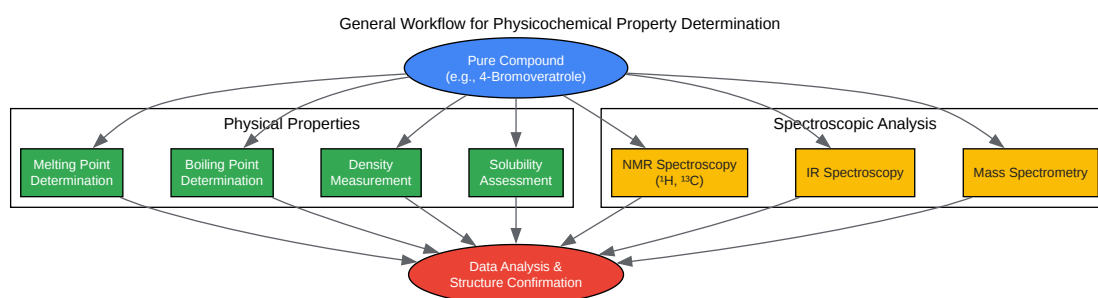 General Workflow for Physicochemical Property Determination
Pure Compound
(e.g., 4-Bromoveratrole)
Physical Properties
Spectroscopic Analysis
Melting Point
Determination
Boiling Point
Determination
Density
Measurement
Solubility
Assessment
NMR Spectroscopy
(¹H, ¹³C)
IR Spectroscopy
Mass Spectrometry
Data Analysis &
Structure Confirmation